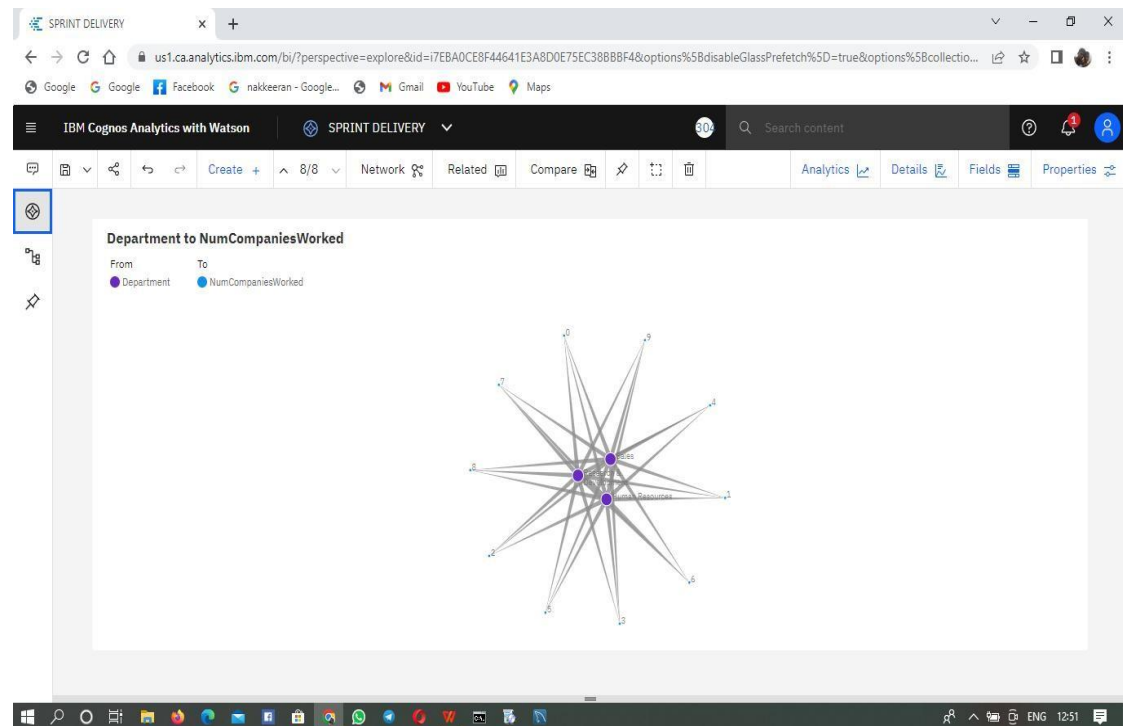 SPRINT DELIVERY
us1.ca.analytics.ibm.com/bi/?perspective=explore&id=i7EBA0CE8F44641E3A8D0E75EC38BBBF4&options%5BdisableGlassPrefetch%5D=true&options%5Bcollectio...
Google Google Facebook nakkeeran - Google... Gmail YouTube Maps
IBM Cognos Analytics with Watson SPRINT DELIVERY 304 Search content 1
Create + 8/8 Network Related Compare Analytics Details Fields Properties
Department to NumCompaniesWorked
From To
Department NumCompaniesWorked
0
9
7
4
Sales
8
Human Resources
1
2
6
5
3
ENG 12:51